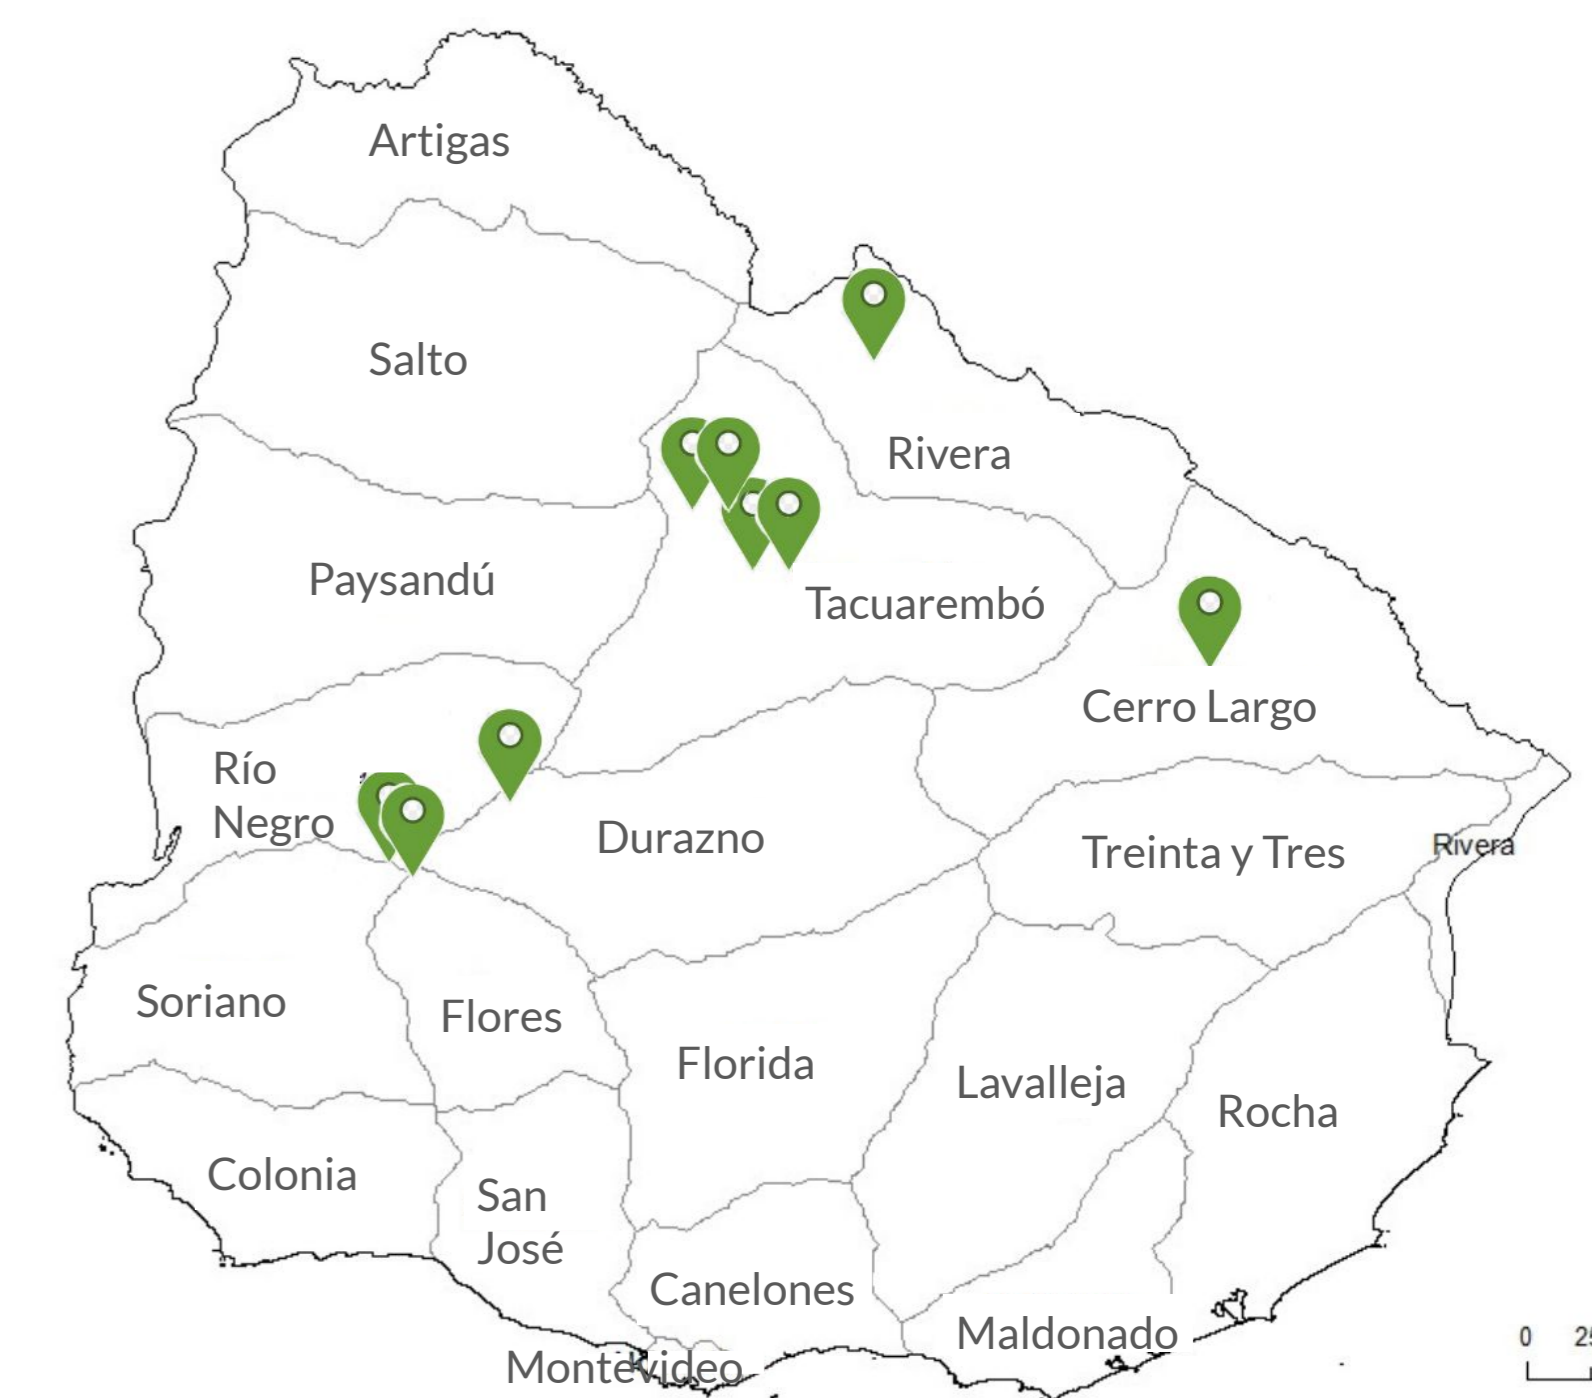 Artigas
Salto
Rivera
Paysandú
Tacuarembó
Cerro Largo
Río
Negro
Durazno
Treinta y Tres
Rivera
Soriano
Flores
Florida
Lavalleja
Rocha
Colonia
San
José
Canelones
Maldonado
Montevideo
0